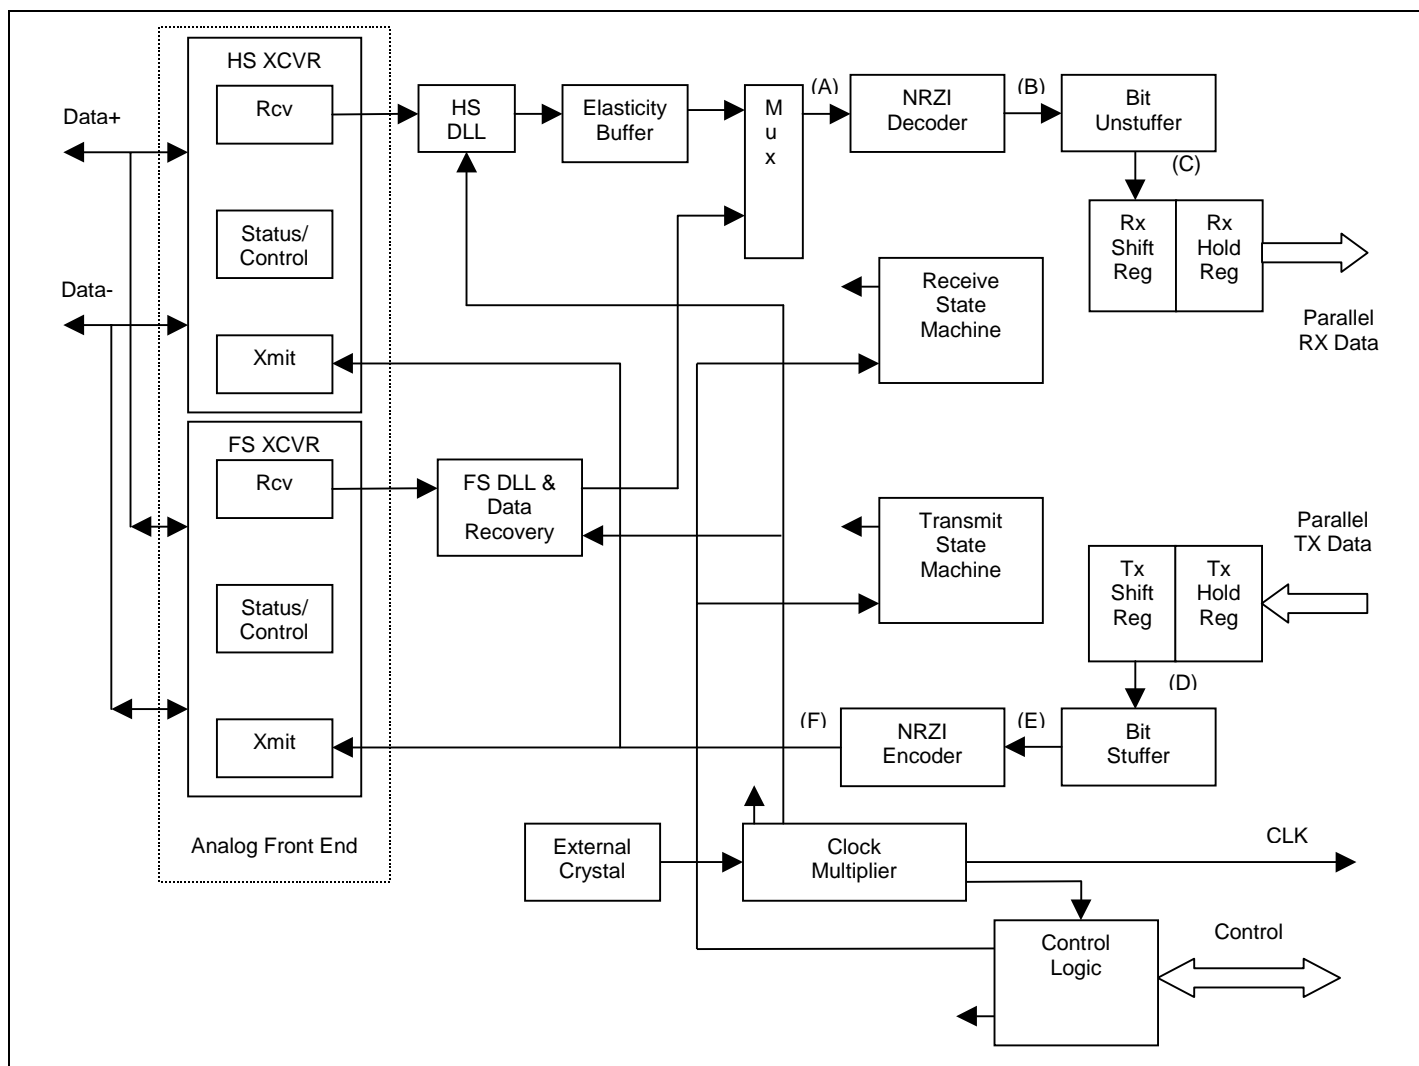 HS XCVR
Rcv
Status/
Control
Xmit
Data+
Data-
FS XCVR
Rcv
Status/
Control
Xmit
Analog Front End
HS
DLL
Elasticity
Buffer
M
u
x
(A)
NRZI
Decoder
(B)
Bit
Unstuffer
(C)
Rx
Shift
Reg
Rx
Hold
Reg
Parallel
RX Data
Receive
State
Machine
FS DLL &
Data
Recovery
Transmit
State
Machine
Parallel
TX Data
Tx
Shift
Reg
Tx
Hold
Reg
(D)
Bit
Stuffer
(E)
NRZI
Encoder
(F)
External
Crystal
Clock
Multiplier
CLK
Control
Logic
Control